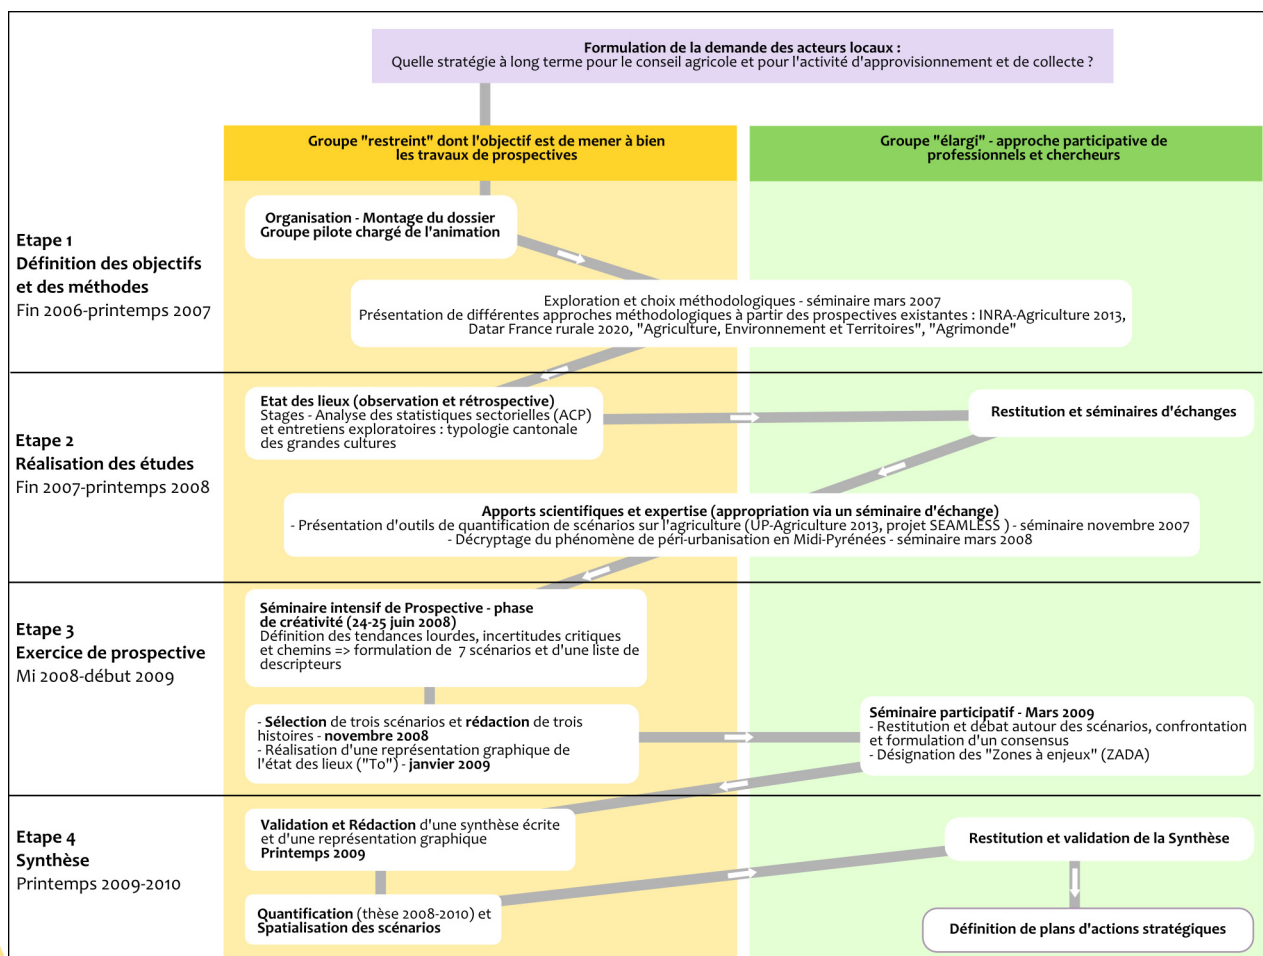 Formulation de la demande des acteurs locaux :
Quelle stratégie à long terme pour le conseil agricole et pour l'activité d'approvisionnement et de collecte ?
Groupe "restreint" dont l'objectif est de mener à bien
les travaux de prospectives
Groupe "élargi" - approche participative de
professionnels et chercheurs
Etape 1
Définition des objectifs
et des méthodes
Fin 2006-printemps 2007
Organisation - Montage du dossier
Groupe pilote chargé de l'animation
Exploration et choix méthodologiques - séminaire mars 2007
Présentation de différentes approches méthodologiques à partir des prospectives existantes : INRA-Agriculture 2013,
Datar France rurale 2020, "Agriculture, Environnement et Territoires", "Agrimonde"
Etape 2
Réalisation des études
Fin 2007-printemps 2008
Etat des lieux (observation et rétrospective)
Stages - Analyse des statistiques sectorielles (ACP)
et entretiens exploratoires : typologie cantonale
des grandes cultures
Restitution et séminaires d'échanges
Apports scientifiques et expertise (appropriation via un séminaire d'échange)
- Présentation d'outils de quantification de scénarios sur l'agriculture (UP-Agriculture 2013, projet SEAMLESS ) - séminaire novembre 2007
- Décryptage du phénomène de péri-urbanisation en Midi-Pyrénées - séminaire mars 2008
Etape 3
Exercice de prospective
Mi 2008-début 2009
Séminaire intensif de Prospective - phase
de créativité (24-25 juin 2008)
Définition des tendances lourdes, incertitudes critiques
et chemins => formulation de 7 scénarios et d'une liste de
descripteurs
- Sélection de trois scénarios et rédaction de trois
histoires - novembre 2008
- Réalisation d'une représentation graphique de
l'état des lieux ("To") - janvier 2009
Séminaire participatif - Mars 2009
- Restitution et débat autour des scénarios, confrontation
et formulation d'un consensus
- Désignation des "Zones à enjeux" (ZADA)
Etape 4
Synthèse
Printemps 2009-2010
Validation et Rédaction d'une synthèse écrite
et d'une représentation graphique
Printemps 2009
Restitution et validation de la Synthèse
Quantification (thèse 2008-2010) et
Spatialisation des scénarios
Définition de plans d'actions stratégiques